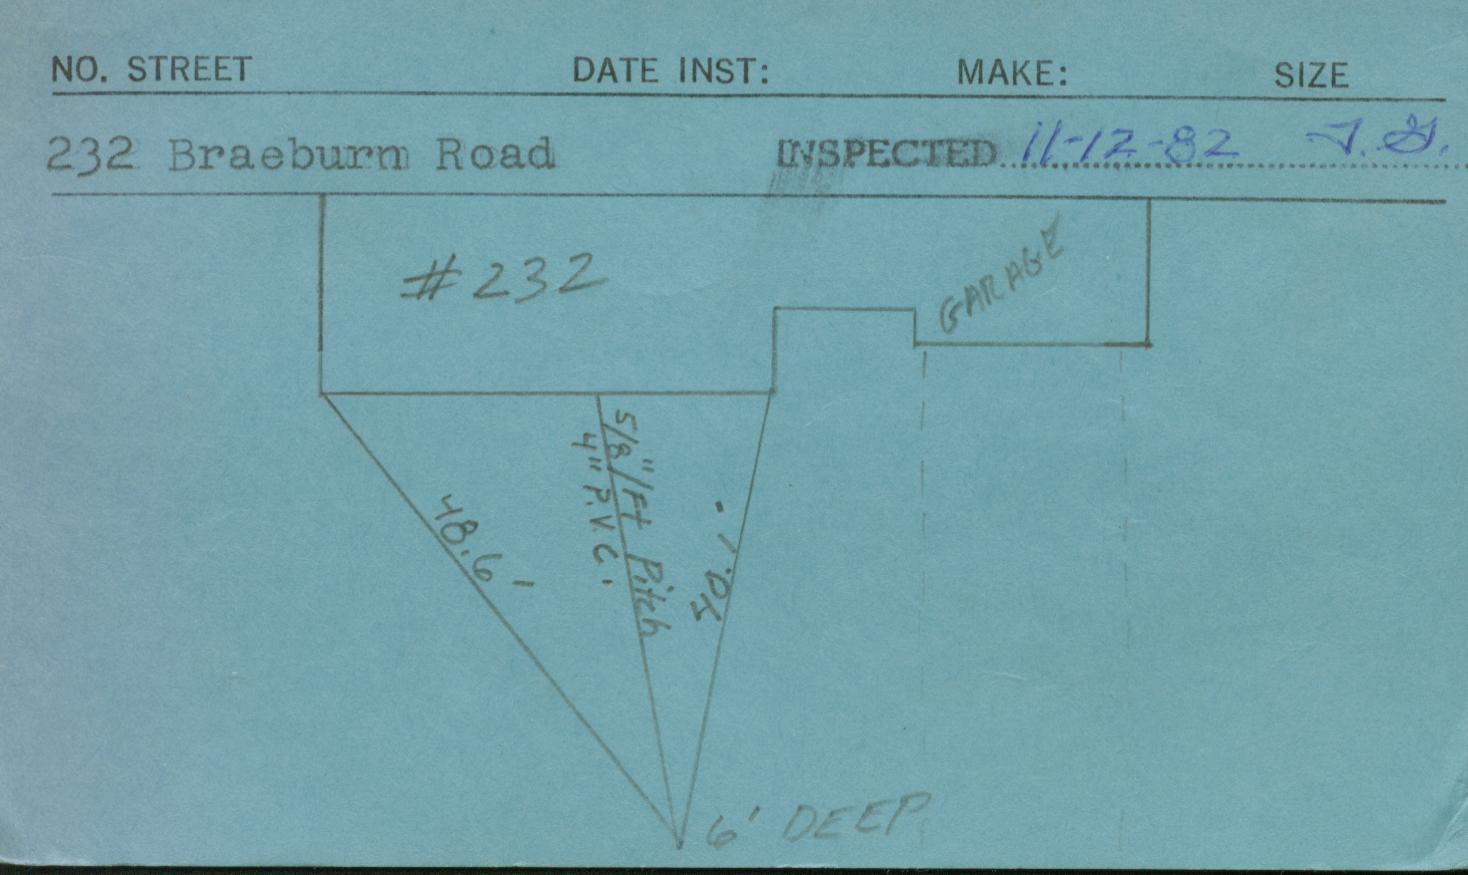 NO. STREET DATE INST: MAKE: SIZE
232 Braeburn Road INSPECTED 11-12-82 T.G.
#232
GARAGE
5/8"/Ft Pitch
4" P.V.C.
48.6'
40.'
6' DEEP